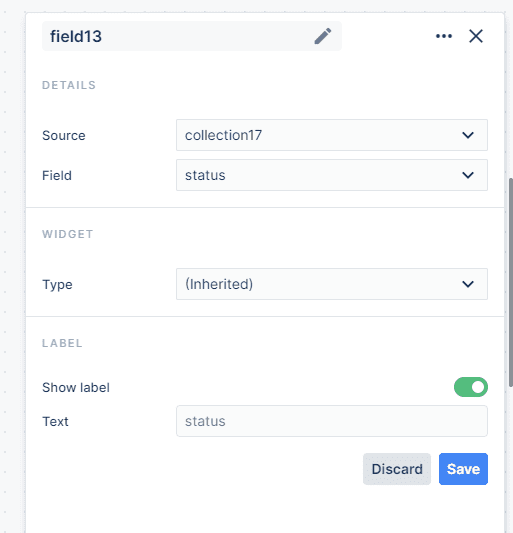 field13
DETAILS
Source collection17
Field status
WIDGET
Type (Inherited)
LABEL
Show label
Text status
Discard Save